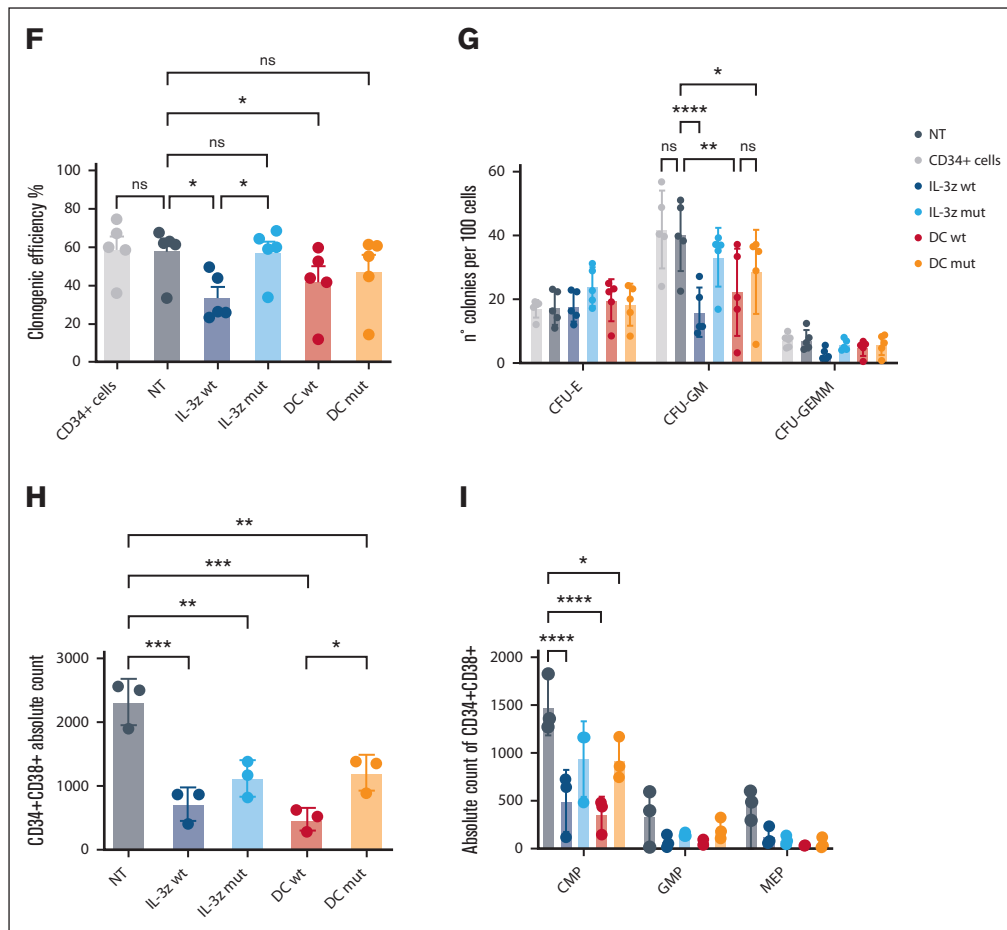 F
ns
*
ns
ns
*
*
Clonogenic efficiency %
100
80
60
40
20
0
CD34+ cells
NT
IL-3z wt
IL-3z mut
DC wt
DC mut
G
*
****
ns
**
ns
n° colonies per 100 cells
60
40
20
0
CFU-E
CFU-GM
CFU-GEMM
NT
CD34+ cells
IL-3z wt
IL-3z mut
DC wt
DC mut
H
**
***
**
***
*
CD34+CD38+ absolute count
3000
2000
1000
0
NT
IL-3z wt
IL-3z mut
DC wt
DC mut
I
*
****
****
Absolute count of CD34+CD38+
2000
1500
1000
500
0
CMP
GMP
MEP